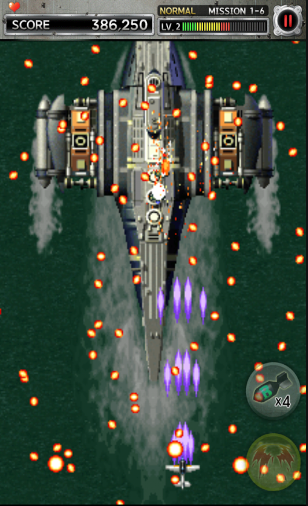 SCORE 386,250
NORMAL MISSION 1-6
LV. 2
x4